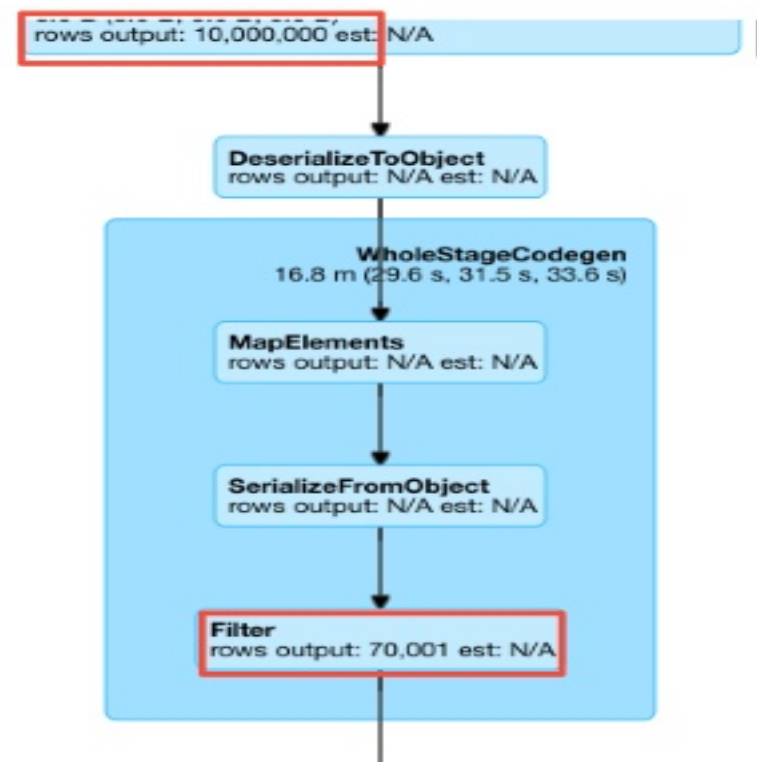 rows output: 10,000,000 est: N/A
DeserializeToObject
rows output: N/A est: N/A
WholeStageCodegen
16.8 m (29.6 s, 31.5 s, 33.6 s)
MapElements
rows output: N/A est: N/A
SerializeFromObject
rows output: N/A est: N/A
Filter
rows output: 70,001 est: N/A